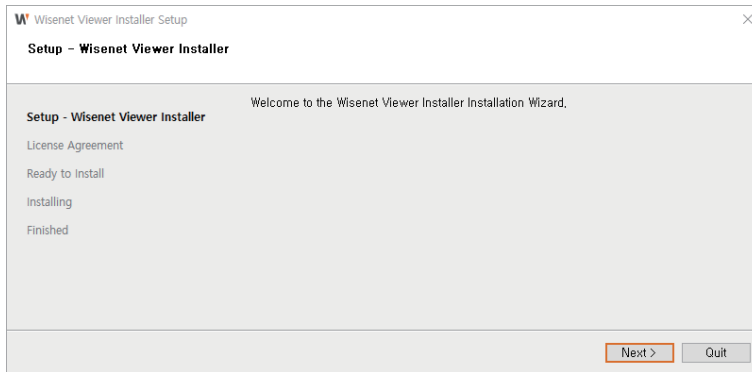 Wisenet Viewer Installer Setup
Setup - Wisenet Viewer Installer
Welcome to the Wisenet Viewer Installer Installation Wizard.
Setup - Wisenet Viewer Installer
License Agreement
Ready to Install
Installing
Finished
Next >
Quit